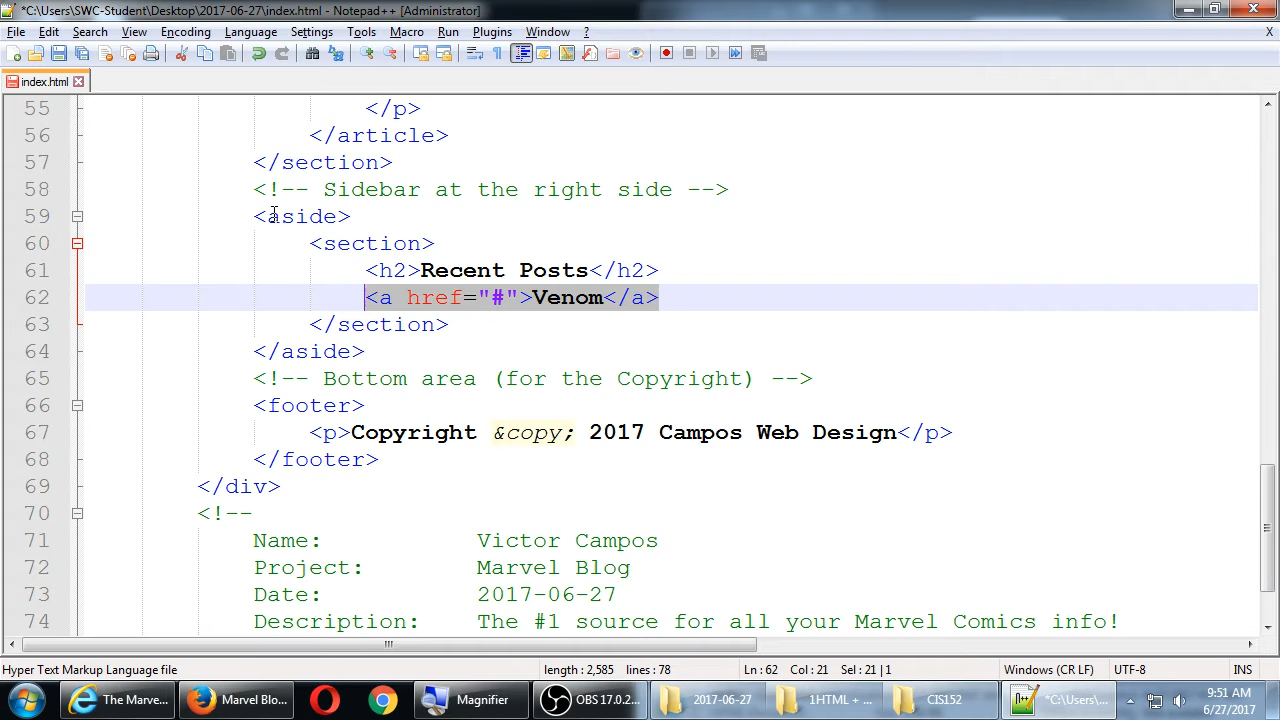 *C:\Users\SWC-Student\Desktop\2017-06-27\index.html - Notepad++ [Administrator]
File Edit Search View Encoding Language Settings Tools Macro Run Plugins Window ? X
index.html
55 </p>
56 </article>
57 </section>
58 <!-- Sidebar at the right side -->
59 <aside>
60 <section>
61 <h2>Recent Posts</h2>
62 <a href="#">Venom</a>
63 </section>
64 </aside>
65 <!-- Bottom area (for the Copyright) -->
66 <footer>
67 <p>Copyright &copy; 2017 Campos Web Design</p>
68 </footer>
69 </div>
70 <!--
71 Name: Victor Campos
72 Project: Marvel Blog
73 Date: 2017-06-27
74 Description: The #1 source for all your Marvel Comics info!
Hyper Text Markup Language file length : 2,585 lines : 78 Ln : 62 Col : 21 Sel : 21 | 1 Windows (CR LF) UTF-8 INS
The Marve... Marvel Blo... Magnifier OBS 17.0.2... 2017-06-27 1HTML + ... CIS152 *C:\Users\... 9:51 AM
6/27/2017